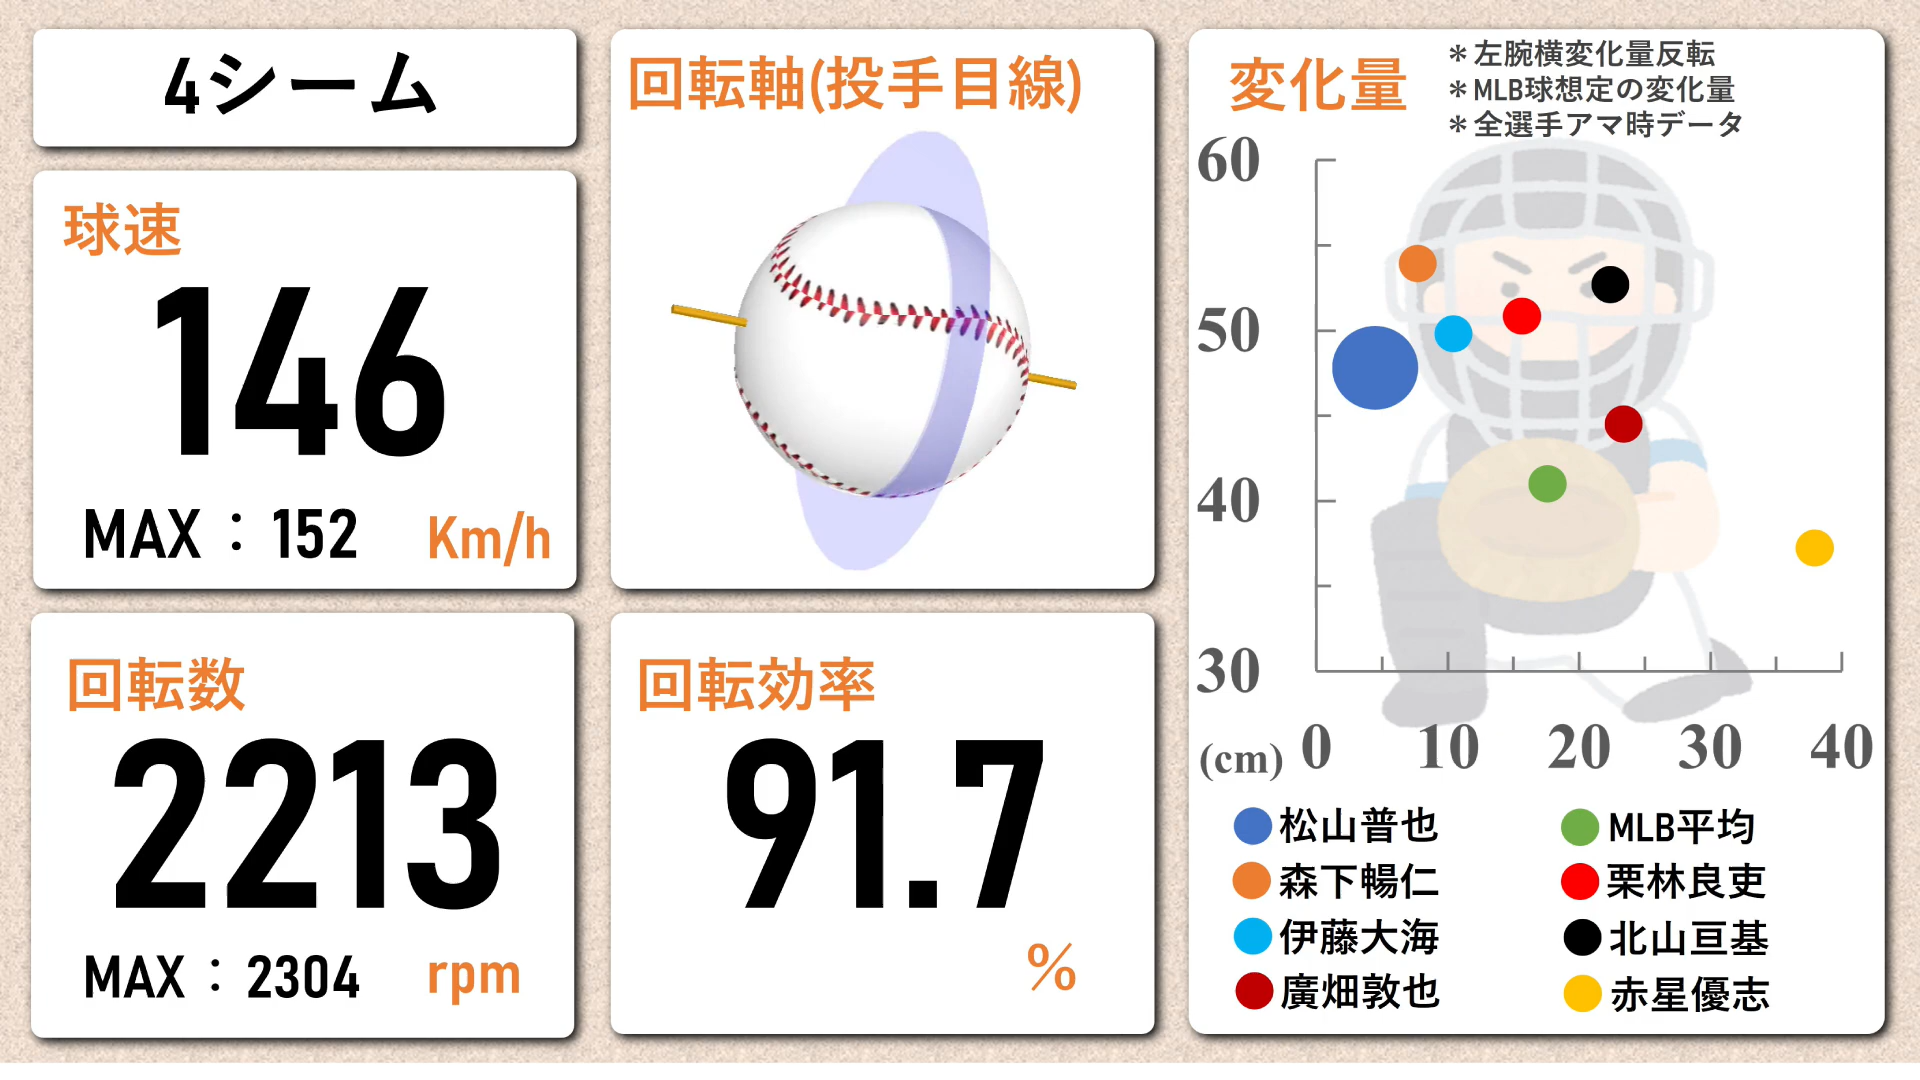 4シーム
球速
146
MAX：152 Km/h
回転数
2213
MAX：2304 rpm
回転軸(投手目線)
回転効率
91.7
%
変化量
＊左腕横変化量反転
＊MLB球想定の変化量
＊全選手アマ時データ
60
50
40
30
(cm) 0 10 20 30 40
松山普也 MLB平均
森下暢仁 栗林良吏
伊藤大海 北山亘基
廣畑敦也 赤星優志